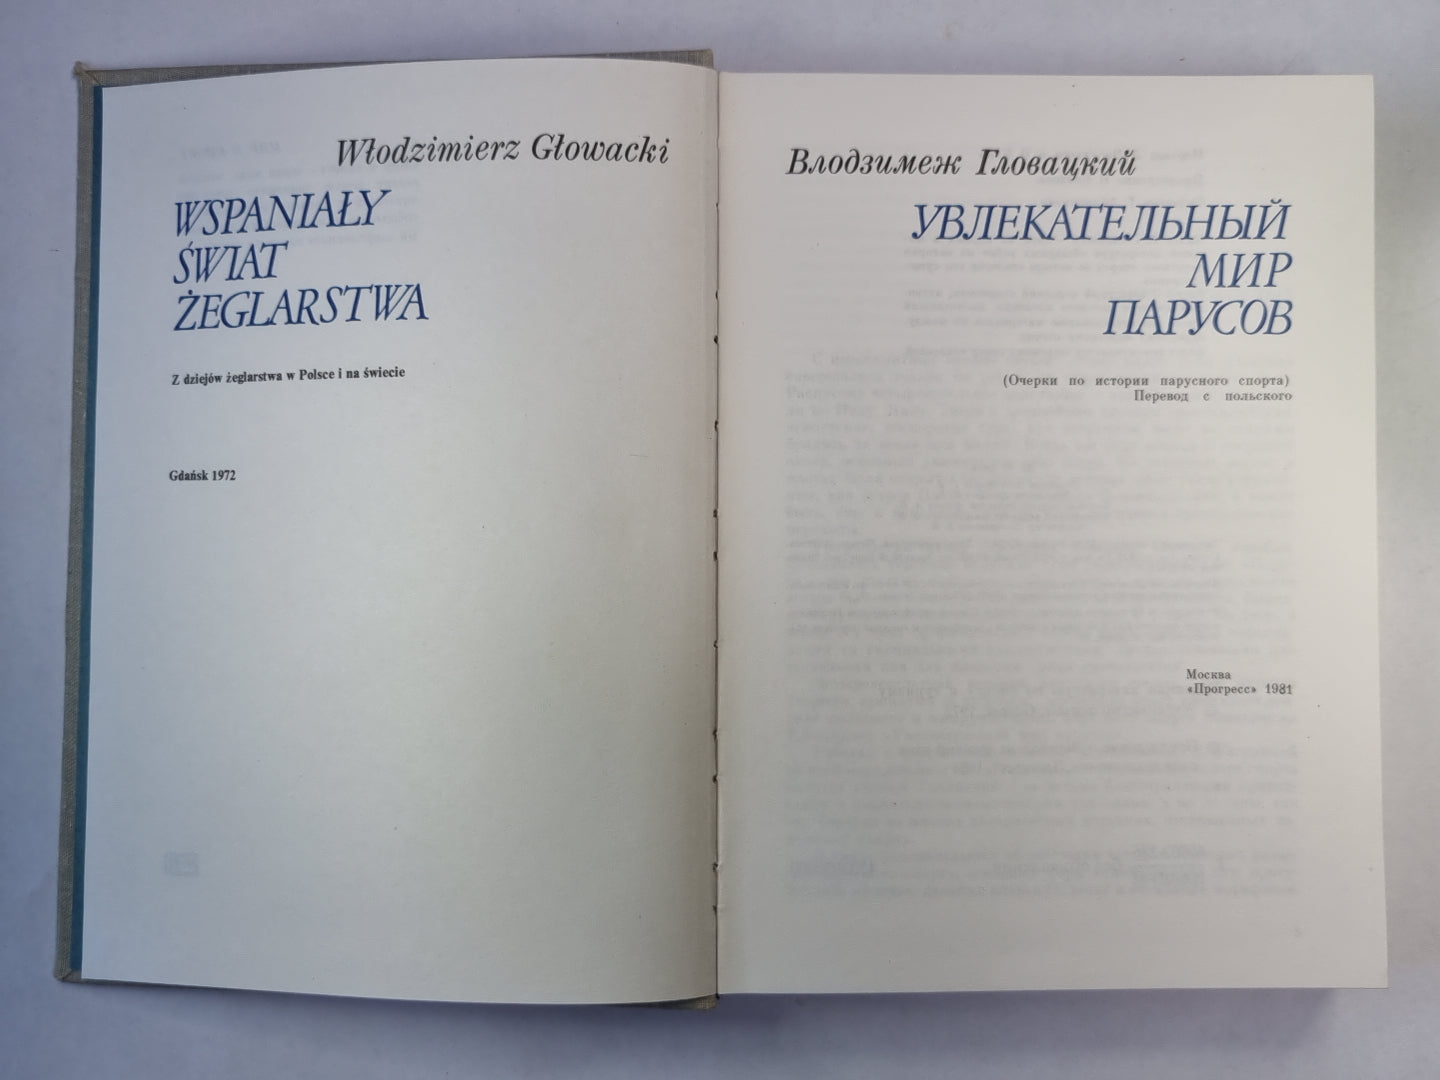 Włodzimierz Głowacki
WSPANIAŁY
ŚWIAT
ŻEGLARSTWA
Z dziejów żeglarstwa w Polsce i na świecie
Gdańsk 1972
Влодзимеж Гловацкий
УВЛЕКАТЕЛЬНЫЙ
МИР
ПАРУСОВ
(Очерки по истории парусного спорта)
Перевод с польского
Москва
«Прогресс» 1981